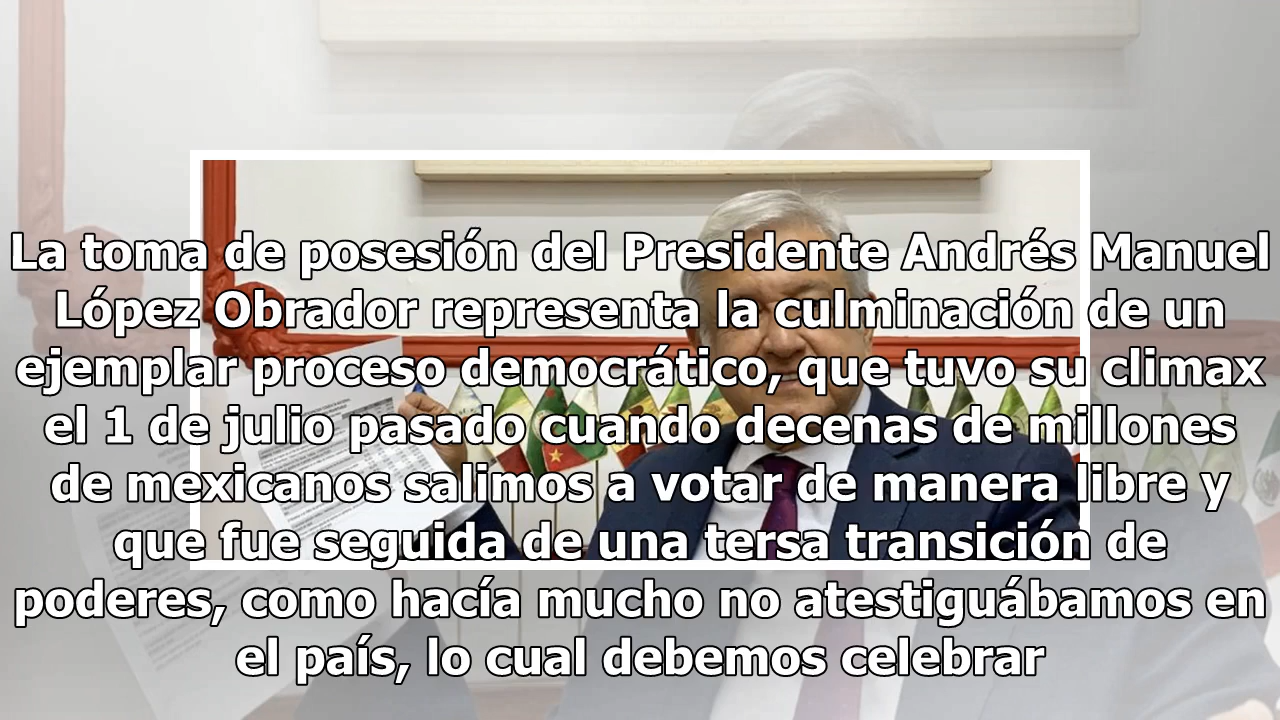 La toma de posesión del Presidente Andrés Manuel
López Obrador representa la culminación de un
ejemplar proceso democrático, que tuvo su climax
el 1 de julio pasado cuando decenas de millones
de mexicanos salimos a votar de manera libre y
que fue seguida de una tersa transición de
poderes, como hacía mucho no atestiguábamos en
el país, lo cual debemos celebrar